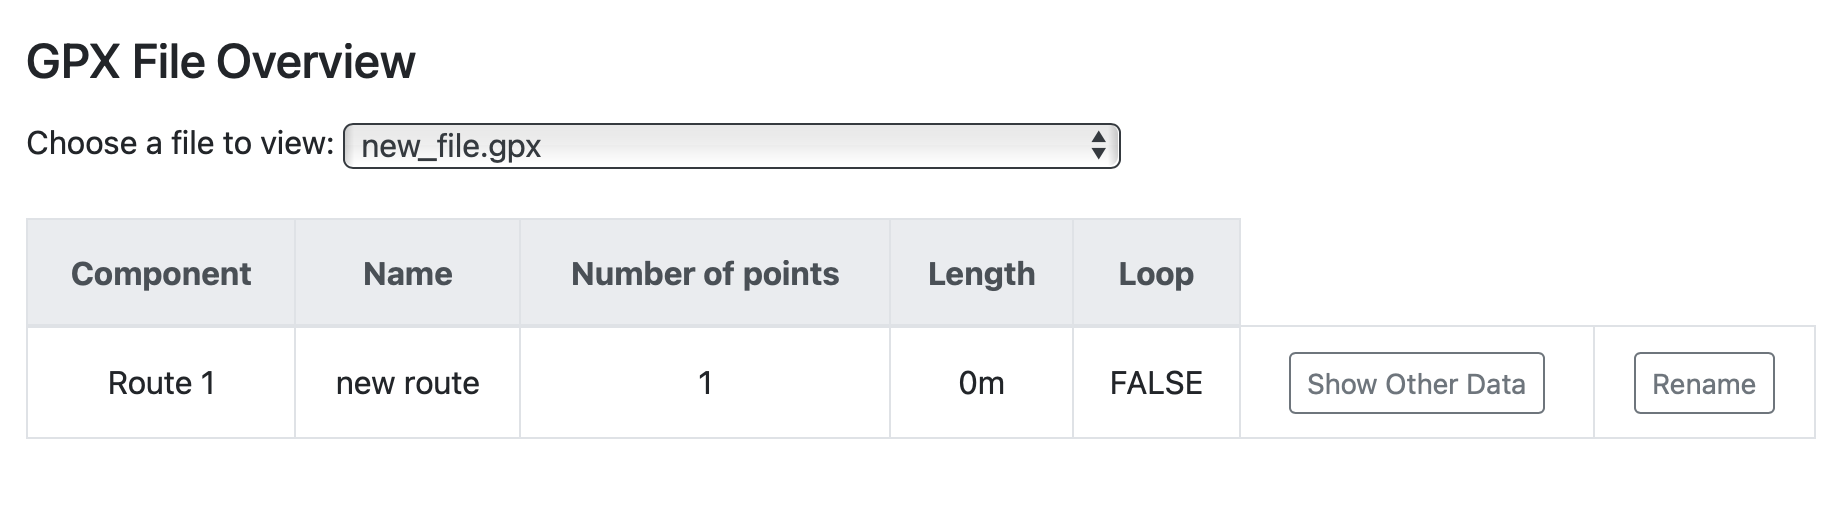 GPX File Overview
Choose a file to view: new_file.gpx
Component Name Number of points Length Loop
Route 1 new route 1 0m FALSE Show Other Data Rename